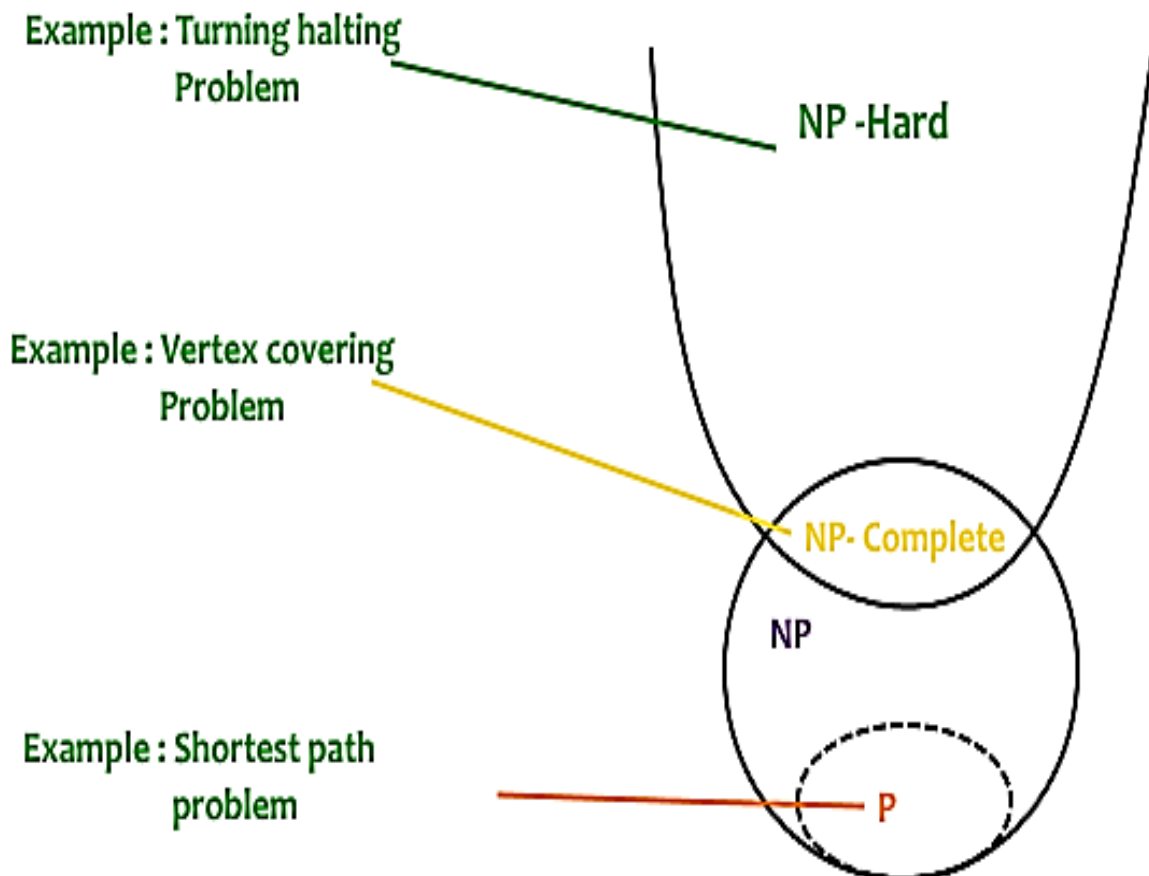 Example : Turning halting
Problem
NP -Hard
Example : Vertex covering
Problem
NP- Complete
NP
Example : Shortest path
problem
P